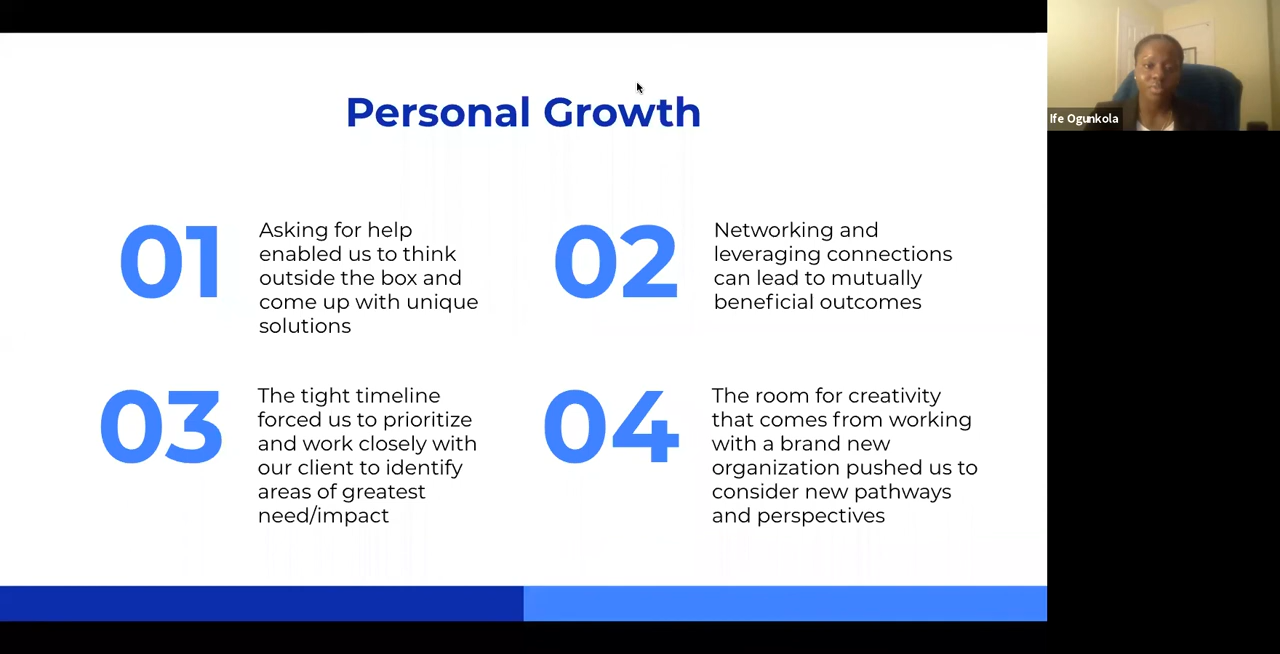 Personal Growth
Ife Ogunkola
01
Asking for help
enabled us to think
outside the box and
come up with unique
solutions
02
Networking and
leveraging connections
can lead to mutually
beneficial outcomes
03
The tight timeline
forced us to prioritize
and work closely with
our client to identify
areas of greatest
need/impact
04
The room for creativity
that comes from working
with a brand new
organization pushed us to
consider new pathways
and perspectives